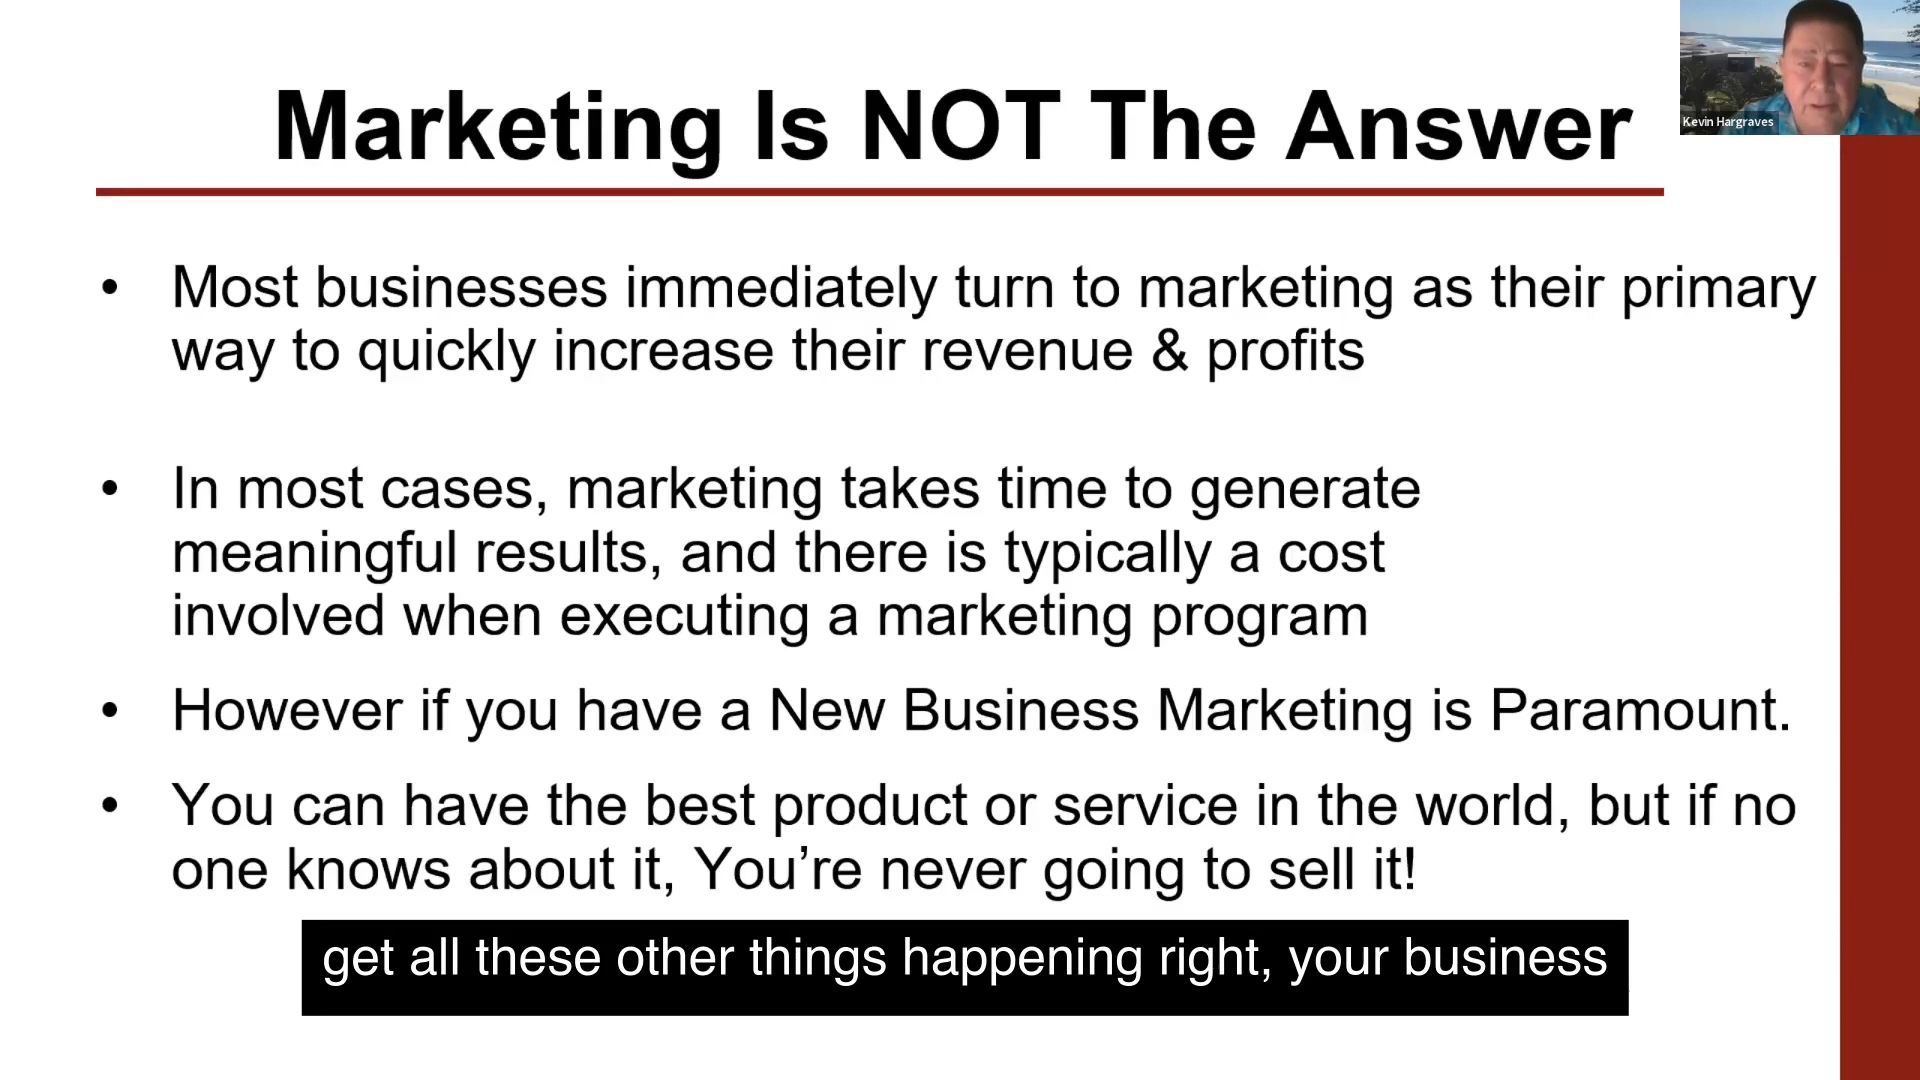 Marketing Is NOT The Answer
Kevin Hargraves
• Most businesses immediately turn to marketing as their primary
way to quickly increase their revenue & profits
• In most cases, marketing takes time to generate
meaningful results, and there is typically a cost
involved when executing a marketing program
• However if you have a New Business Marketing is Paramount.
• You can have the best product or service in the world, but if no
one knows about it, You’re never going to sell it!
get all these other things happening right, your business